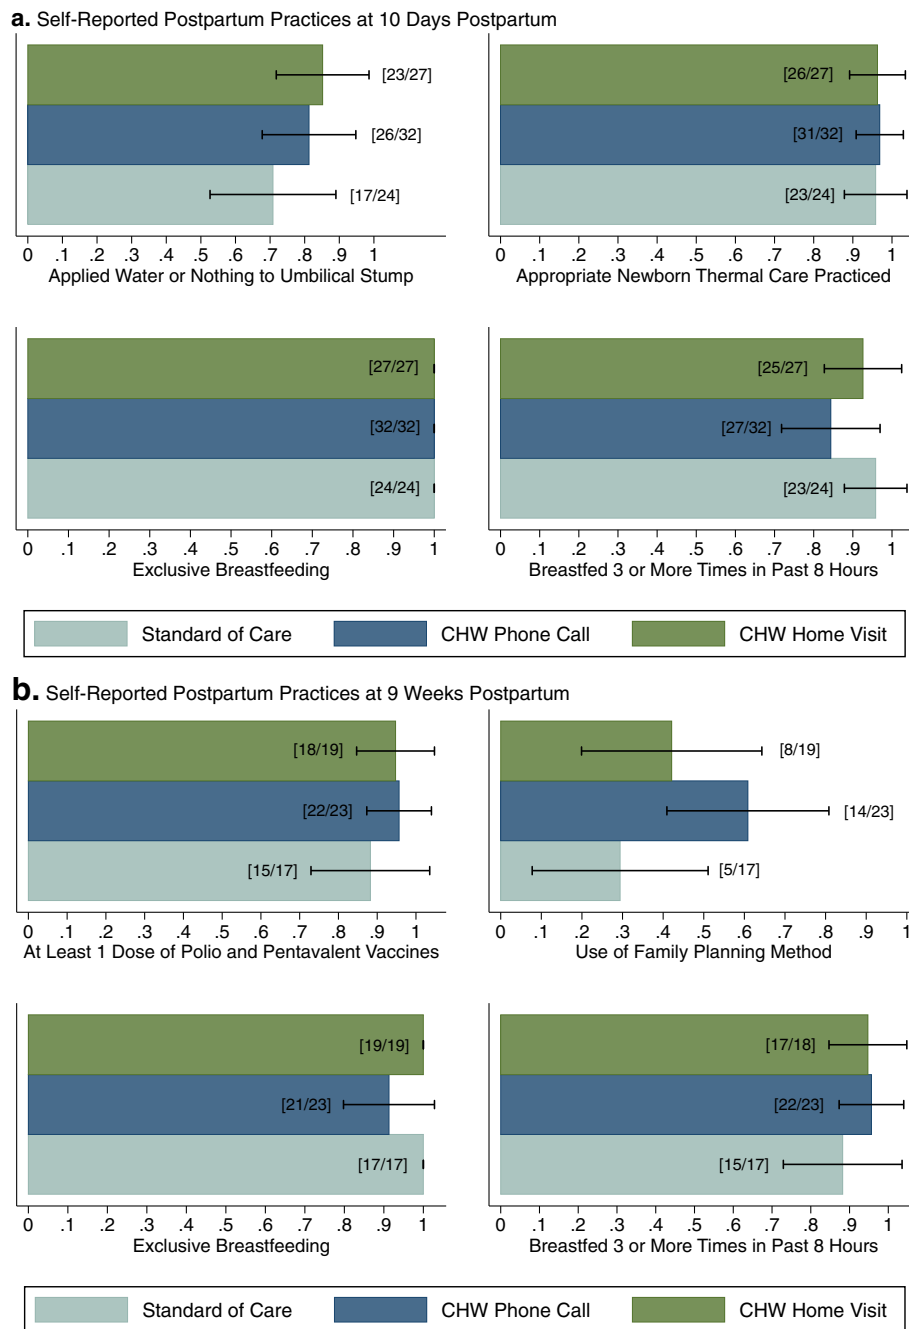 a. Self-Reported Postpartum Practices at 10 Days Postpartum
[23/27]
[26/32]
[17/24]
0 .1 .2 .3 .4 .5 .6 .7 .8 .9 1
Applied Water or Nothing to Umbilical Stump
[26/27]
[31/32]
[23/24]
0 .1 .2 .3 .4 .5 .6 .7 .8 .9 1
Appropriate Newborn Thermal Care Practiced
[27/27]
[32/32]
[24/24]
0 .1 .2 .3 .4 .5 .6 .7 .8 .9 1
Exclusive Breastfeeding
[25/27]
[27/32]
[23/24]
0 .1 .2 .3 .4 .5 .6 .7 .8 .9 1
Breastfed 3 or More Times in Past 8 Hours
Standard of Care CHW Phone Call CHW Home Visit
b. Self-Reported Postpartum Practices at 9 Weeks Postpartum
[18/19]
[22/23]
[15/17]
0 .1 .2 .3 .4 .5 .6 .7 .8 .9 1
At Least 1 Dose of Polio and Pentavalent Vaccines
[8/19]
[14/23]
[5/17]
0 .1 .2 .3 .4 .5 .6 .7 .8 .9 1
Use of Family Planning Method
[19/19]
[21/23]
[17/17]
0 .1 .2 .3 .4 .5 .6 .7 .8 .9 1
Exclusive Breastfeeding
[17/18]
[22/23]
[15/17]
0 .1 .2 .3 .4 .5 .6 .7 .8 .9 1
Breastfed 3 or More Times in Past 8 Hours
Standard of Care CHW Phone Call CHW Home Visit